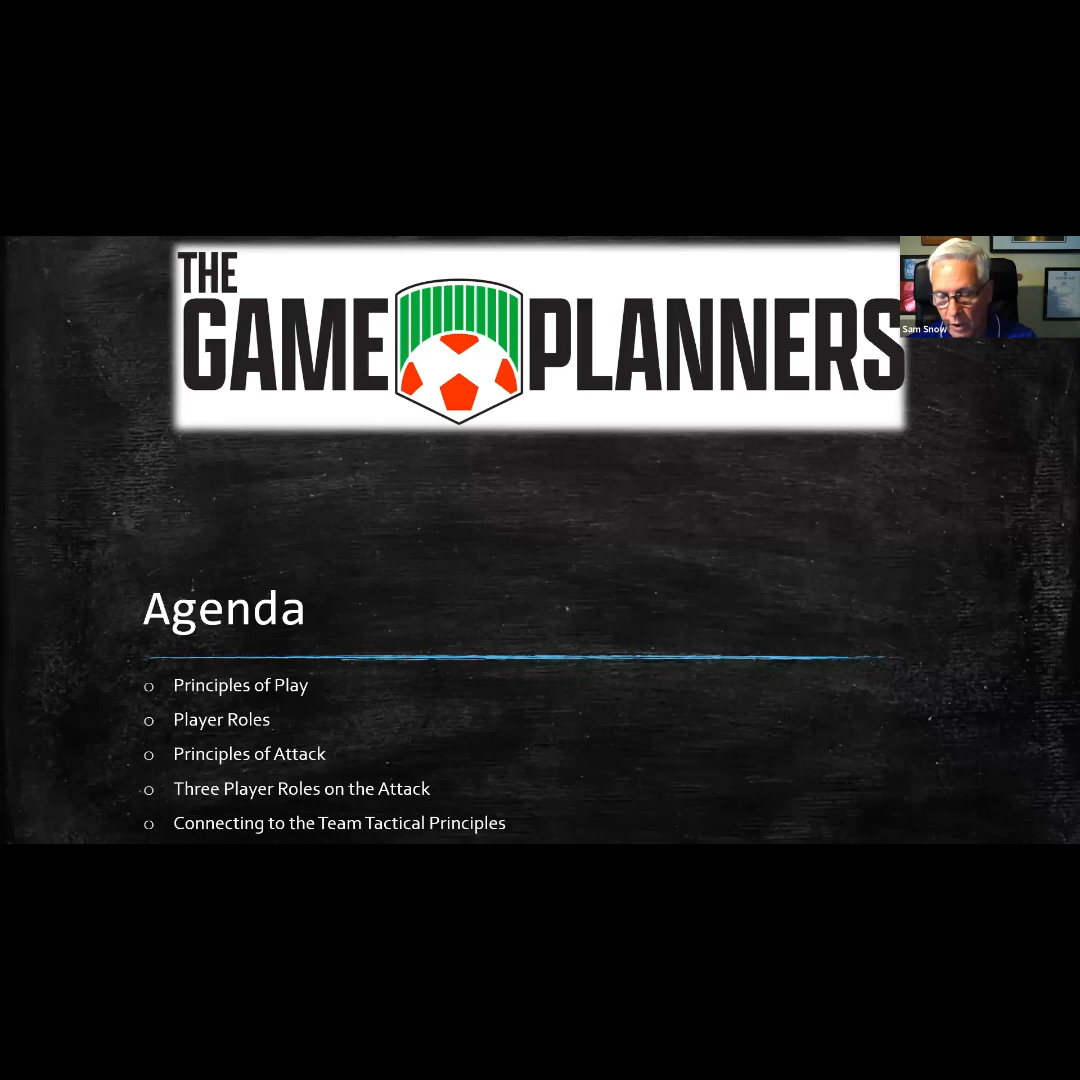 THE
GAME PLANNERS
Sam Snow
Agenda
Principles of Play
Player Roles
Principles of Attack
Three Player Roles on the Attack
Connecting to the Team Tactical Principles